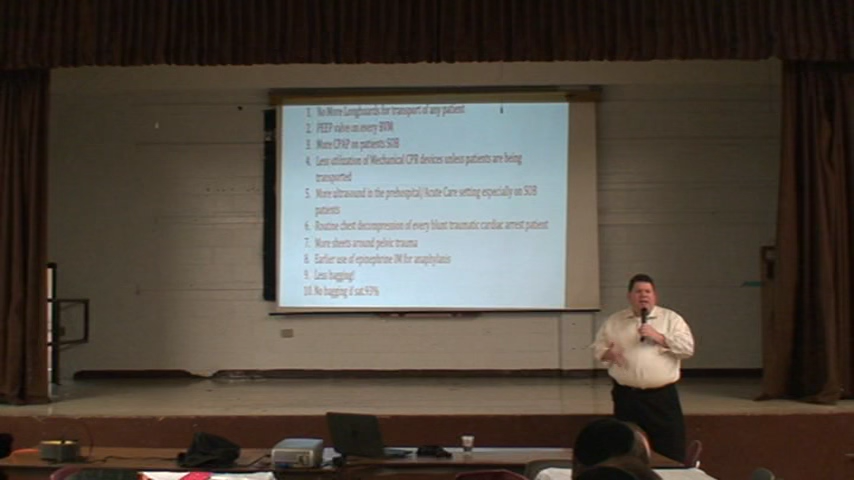 1. No More Longboards for transport of any patient
2. PEEP valve on every BVM
3. More CPAP on patients SOB
4. Less utilization of Mechanical CPR devices unless patients are being
transported
5. More ultrasound in the prehospital/Acute Care setting especially on SOB
patients
6. Routine chest decompression of every blunt traumatic cardiac arrest patient
7. More sheets around pelvic trauma
8. Earlier use of epinephrine IM for anaphylaxis
9. Less bagging!
10. No bagging if sat 93%